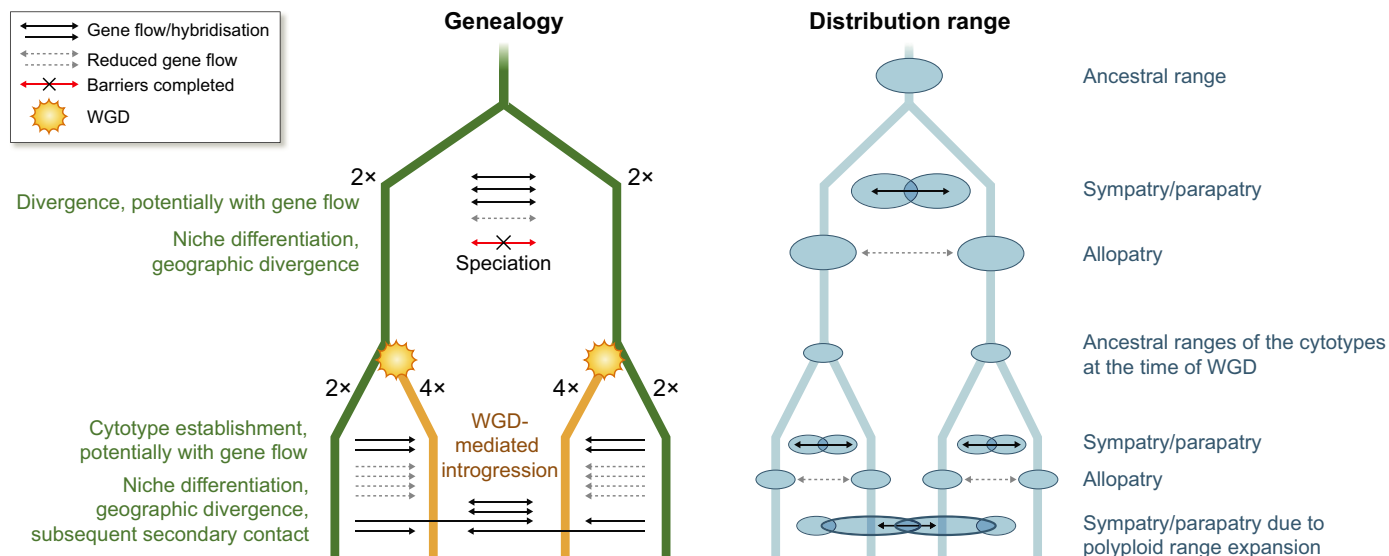 Genealogy
Distribution range
Gene flow/hybridisation
Reduced gene flow
Barriers completed
WGD
Ancestral range
2×
2×
Divergence, potentially with gene flow
Niche differentiation,
geographic divergence
Speciation
Sympatry/parapatry
Allopatry
Ancestral ranges of the cytotypes
at the time of WGD
2×
4×
4×
2×
Cytotype establishment,
potentially with gene flow
WGD-
mediated
introgression
Niche differentiation,
geographic divergence,
subsequent secondary contact
Sympatry/parapatry
Allopatry
Sympatry/parapatry due to
polyploid range expansion